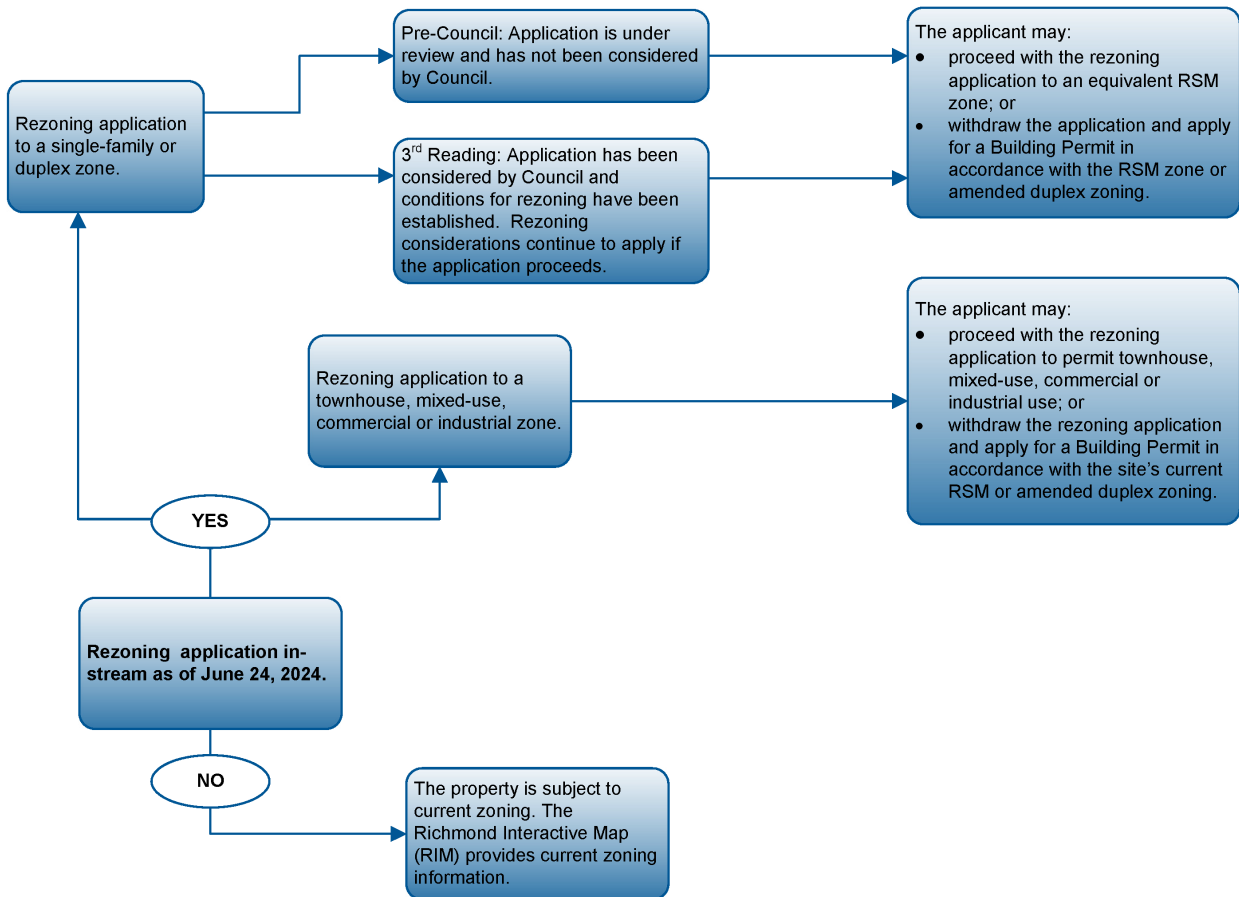 Pre-Council: Application is under
review and has not been considered
by Council.
The applicant may:
• proceed with the rezoning
application to an equivalent RSM
zone; or
• withdraw the application and apply
for a Building Permit in
accordance with the RSM zone or
amended duplex zoning.
Rezoning application
to a single-family or
duplex zone.
3rd Reading: Application has been
considered by Council and
conditions for rezoning have been
established. Rezoning
considerations continue to apply if
the application proceeds.
Rezoning application to a
townhouse, mixed-use,
commercial or industrial zone.
The applicant may:
• proceed with the rezoning
application to permit townhouse,
mixed-use, commercial or
industrial use; or
• withdraw the rezoning application
and apply for a Building Permit in
accordance with the site's current
RSM or amended duplex zoning.
YES
Rezoning application in-
stream as of June 24, 2024.
NO
The property is subject to
current zoning. The
Richmond Interactive Map
(RIM) provides current zoning
information.